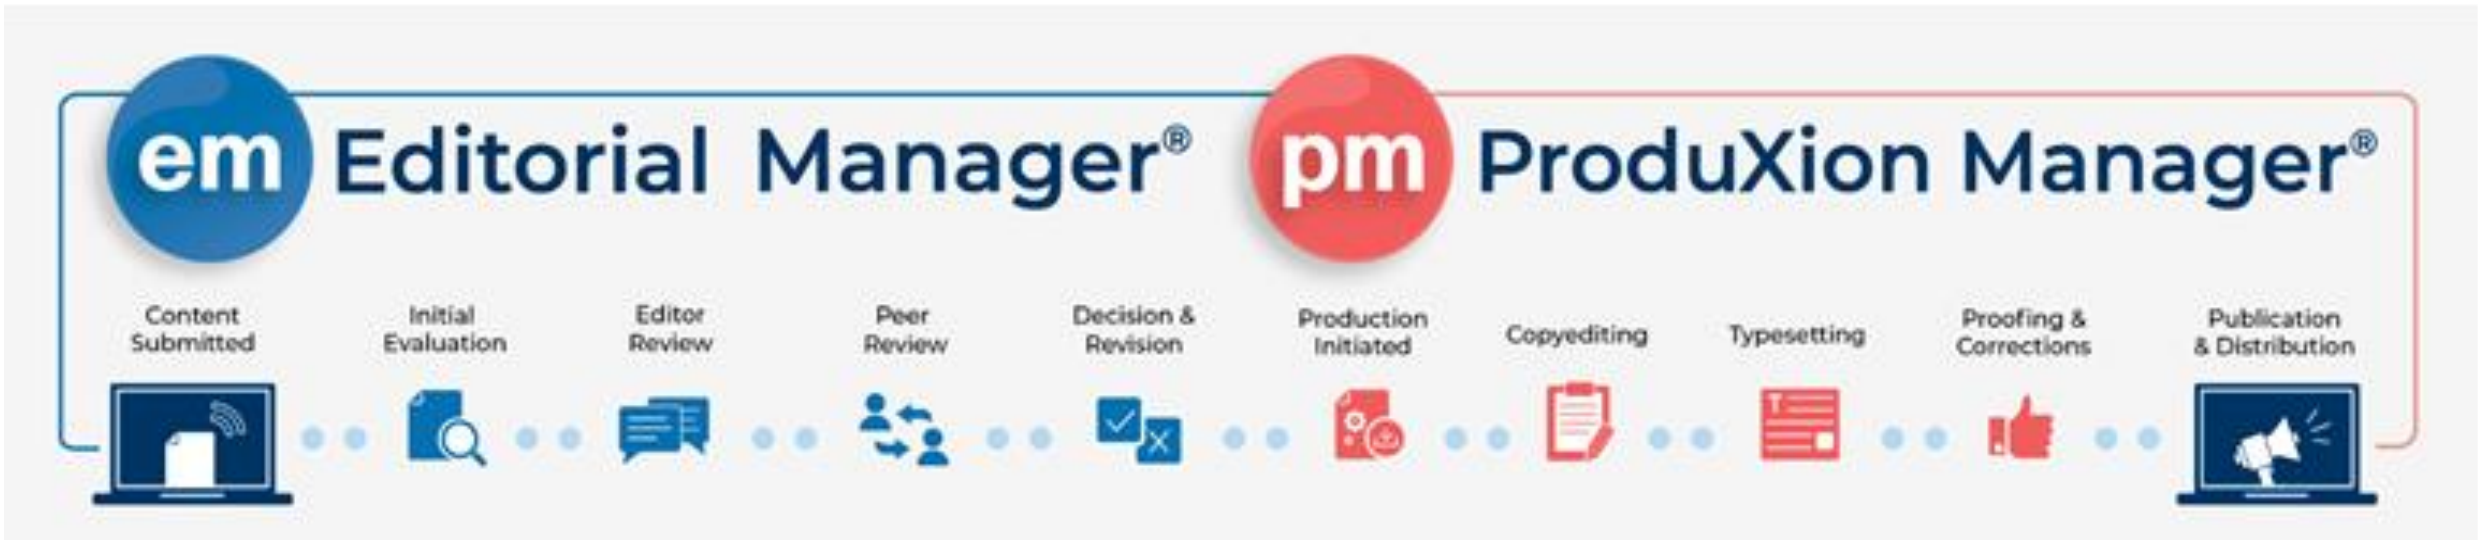 em Editorial Manager®
pm ProduXion Manager®
Content
Submitted
Initial
Evaluation
Editor
Review
Peer
Review
Decision &
Revision
Production
Initiated
Copyediting
Typesetting
Proofing &
Corrections
Publication
& Distribution
T